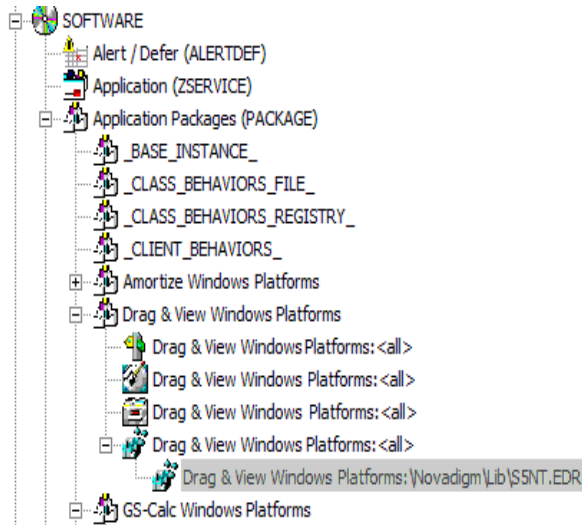 SOFTWARE
Alert / Defer (ALERTDEF)
Application (ZSERVICE)
Application Packages (PACKAGE)
_BASE_INSTANCE_
_CLASS_BEHAVIORS_FILE_
_CLASS_BEHAVIORS_REGISTRY_
_CLIENT_BEHAVIORS_
Amortize Windows Platforms
Drag & View Windows Platforms
Drag & View Windows Platforms:<all>
Drag & View Windows Platforms:<all>
Drag & View Windows Platforms:<all>
Drag & View Windows Platforms:<all>
Drag & View Windows Platforms:\Novadigm\Lib\S5NT.EDR
GS-Calc Windows Platforms